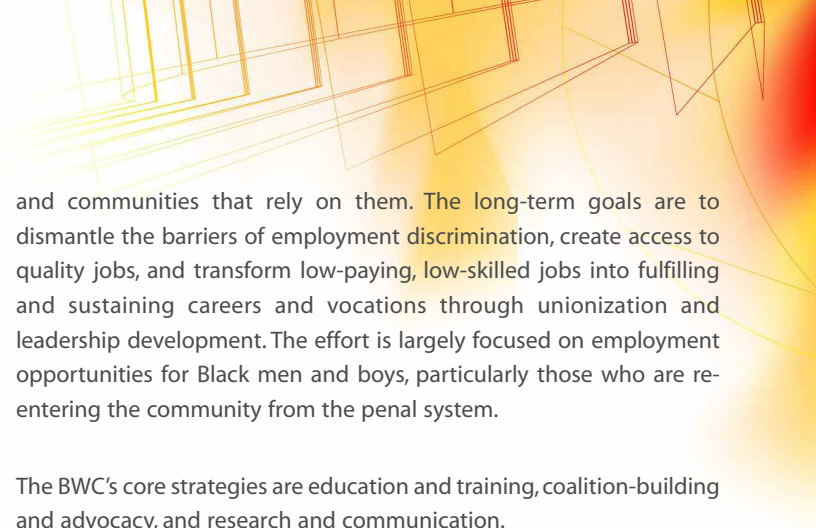 and communities that rely on them. The long-term goals are to
dismantle the barriers of employment discrimination, create access to
quality jobs, and transform low-paying, low-skilled jobs into fulfilling
and sustaining careers and vocations through unionization and
leadership development. The effort is largely focused on employment
opportunities for Black men and boys, particularly those who are re-
entering the community from the penal system.
The BWC’s core strategies are education and training, coalition-building
and advocacy, and research and communication.